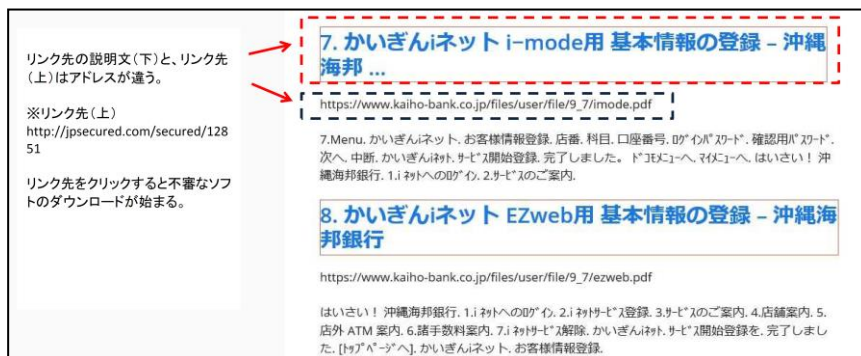 リンク先の説明文(下)と、リンク先
(上)はアドレスが違う。
※リンク先(上)
http://jpsecured.com/secured/128
51
リンク先をクリックすると不審なソフ
トのダウンロードが始まる。
7. かいぎんiネット i−mode用 基本情報の登録 – 沖縄
海邦 ...
https://www.kaiho-bank.co.jp/files/user/file/9_7/imode.pdf
7.Menu. かいぎんiネット. お客様情報登録. 店番. 科目. 口座番号. ログインパスワード. 確認用パスワード.
次へ. 中断. かいぎんiネット. サービス開始登録. 完了しました。 ドコモメニューへ. マイメニューへ. はいさい! 沖
縄海邦銀行. 1.i ネットへのログイン. 2.サービスのご案内.
8. かいぎんiネット EZweb用 基本情報の登録 – 沖縄海
邦銀行
https://www.kaiho-bank.co.jp/files/user/file/9_7/ezweb.pdf
はいさい! 沖縄海邦銀行. 1.i ネットへのログイン. 2.i ネットサービス登録. 3.サービスのご案内. 4.店舗案内. 5.
店外 ATM 案内. 6.諸手数料案内. 7.i ネットサービス解除. かいぎんiネット. サービス開始登録を. 完了しまし
た. [トップページへ]. かいぎんiネット. お客様情報登録.